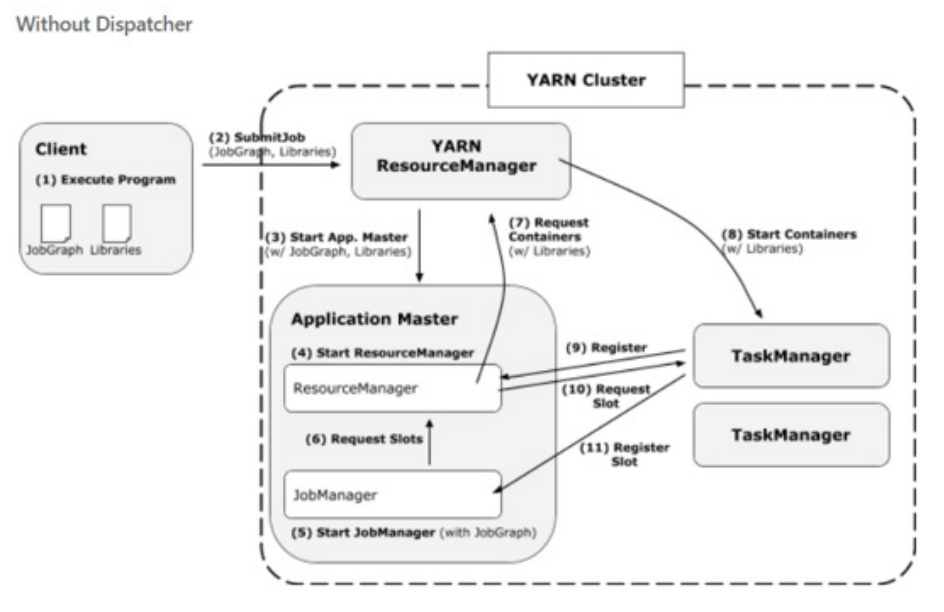 Without Dispatcher
YARN Cluster
Client
(1) Execute Program
JobGraph Libraries
(2) SubmitJob
(JobGraph, Libraries)
YARN
ResourceManager
(3) Start App. Master
(w/ JobGraph, Libraries)
(7) Request
Containers
(w/ Libraries)
(8) Start Containers
(w/ Libraries)
Application Master
(4) Start ResourceManager
ResourceManager
(6) Request Slots
JobManager
(5) Start JobManager (with JobGraph)
(9) Register
(10) Request
Slot
(11) Register
Slot
TaskManager
TaskManager